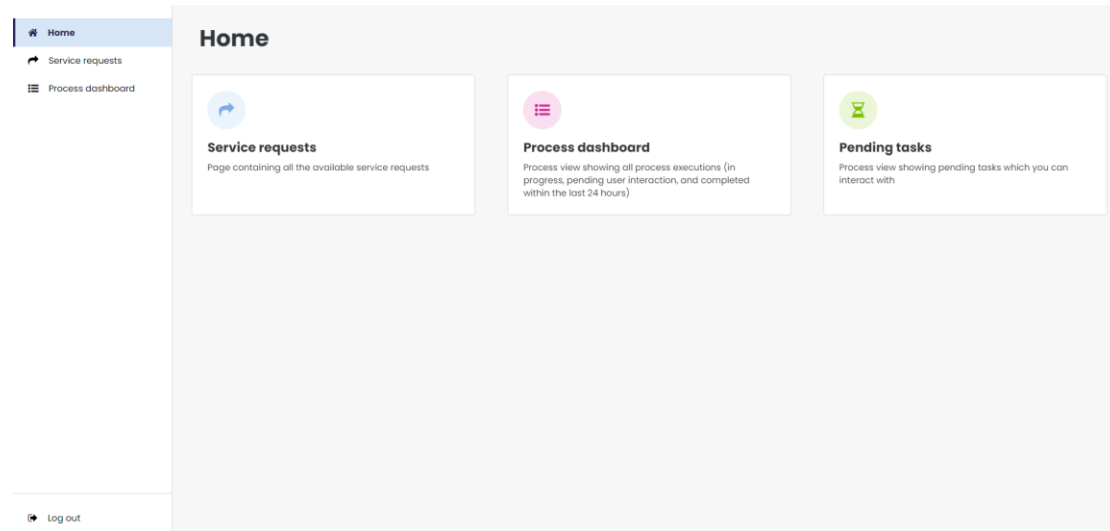 Home
Service requests
Process dashboard
Log out
Home
Service requests
Page containing all the available service requests
Process dashboard
Process view showing all process executions (in
progress, pending user interaction, and completed
within the last 24 hours)
Pending tasks
Process view showing pending tasks which you can
interact with